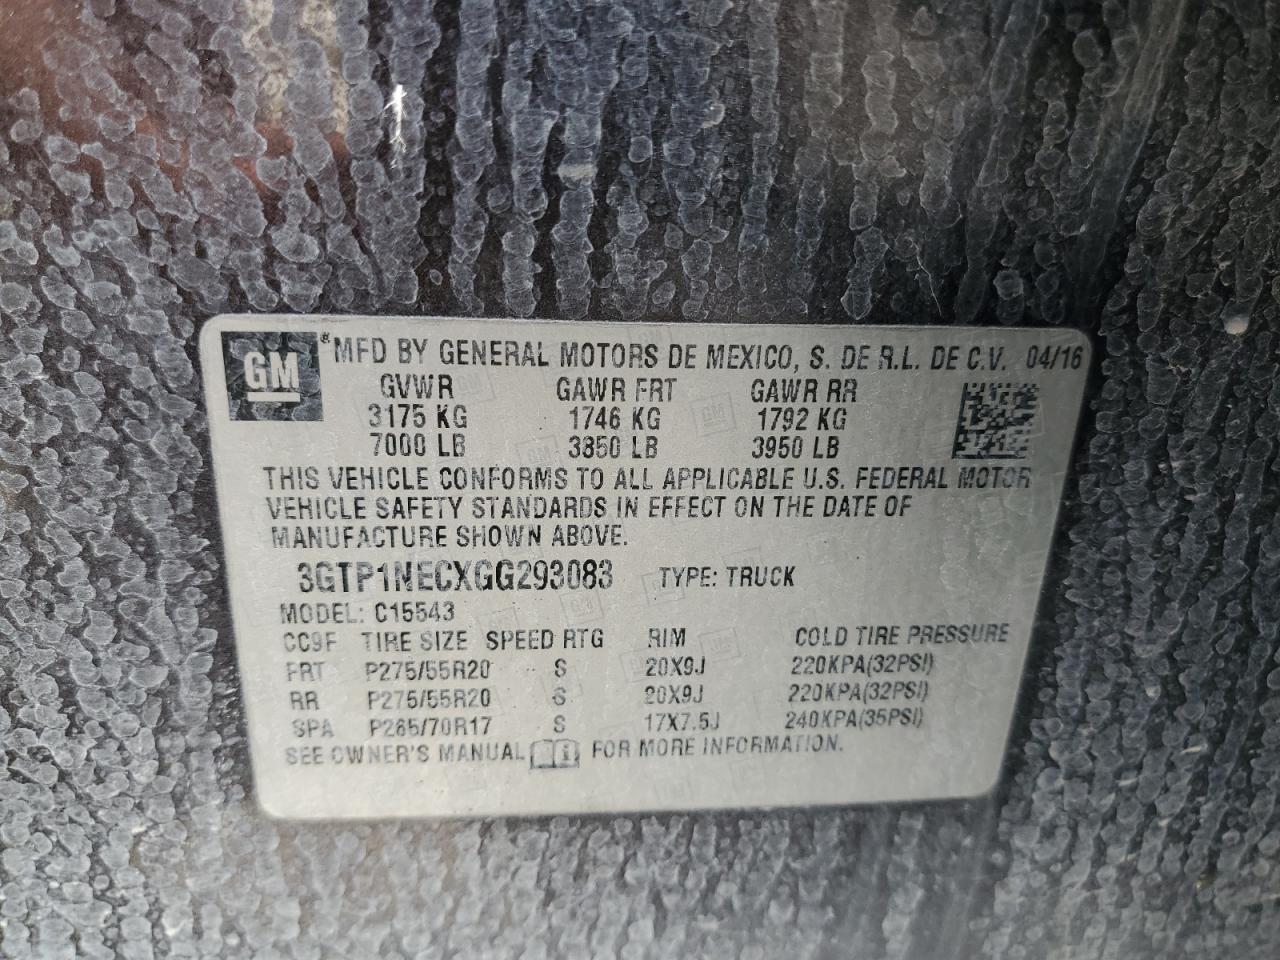 GM
*MFD BY GENERAL MOTORS DE MEXICO, S. DE R.L. DE C.V. 04/16
GVWR GAWR FRT GAWR RR
3175 KG 1746 KG 1792 KG
7000 LB 3850 LB 3950 LB
THIS VEHICLE CONFORMS TO ALL APPLICABLE U.S. FEDERAL MOTOR
VEHICLE SAFETY STANDARDS IN EFFECT ON THE DATE OF
MANUFACTURE SHOWN ABOVE.
3GTP1NECXGG293083 TYPE: TRUCK
MODEL: C15543
CC9F TIRE SIZE SPEED RTG RIM COLD TIRE PRESSURE
FRT P275/55R20 S 20X9J 220KPA(32PSI)
RR P275/55R20 S 20X9J 220KPA(32PSI)
SPA P265/70R17 S 17X7.5J 240KPA(35PSI)
SEE OWNER'S MANUAL FOR MORE INFORMATION.